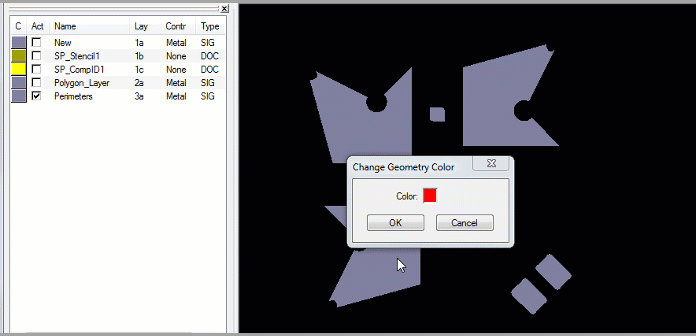 C Act Name Lay Contr Type
New 1a Metal SIG
SP_Stencil1 1b None DOC
SP_CompID1 1c None DOC
Polygon_Layer 2a Metal SIG
Perimeters 3a Metal SIG
Change Geometry Color
Color:
OK Cancel